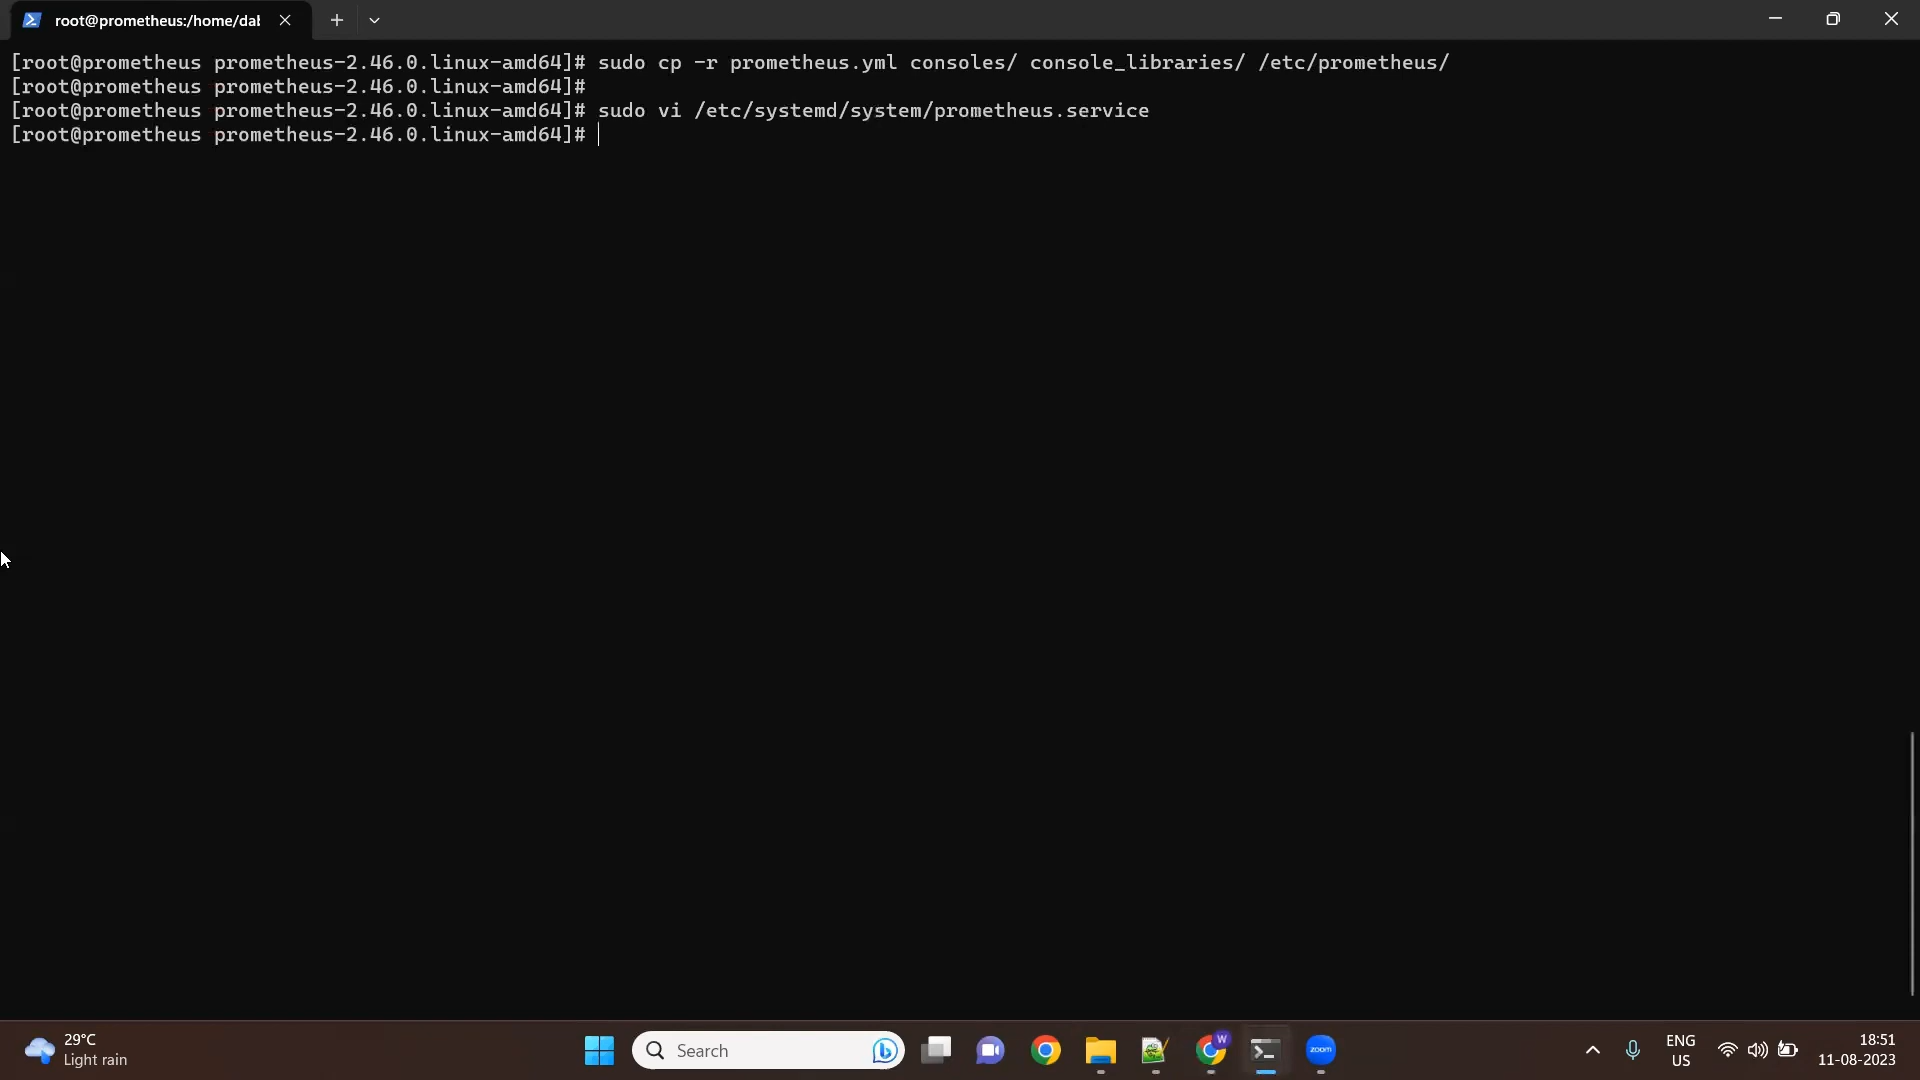 root@prometheus:/home/dal
[root@prometheus prometheus-2.46.0.linux-amd64]# sudo cp -r prometheus.yml consoles/ console_libraries/ /etc/prometheus/
[root@prometheus prometheus-2.46.0.linux-amd64]#
[root@prometheus prometheus-2.46.0.linux-amd64]# sudo vi /etc/systemd/system/prometheus.service
[root@prometheus prometheus-2.46.0.linux-amd64]#
29°C
Light rain
Search
W
zoom
ENG
US
18:51
11-08-2023